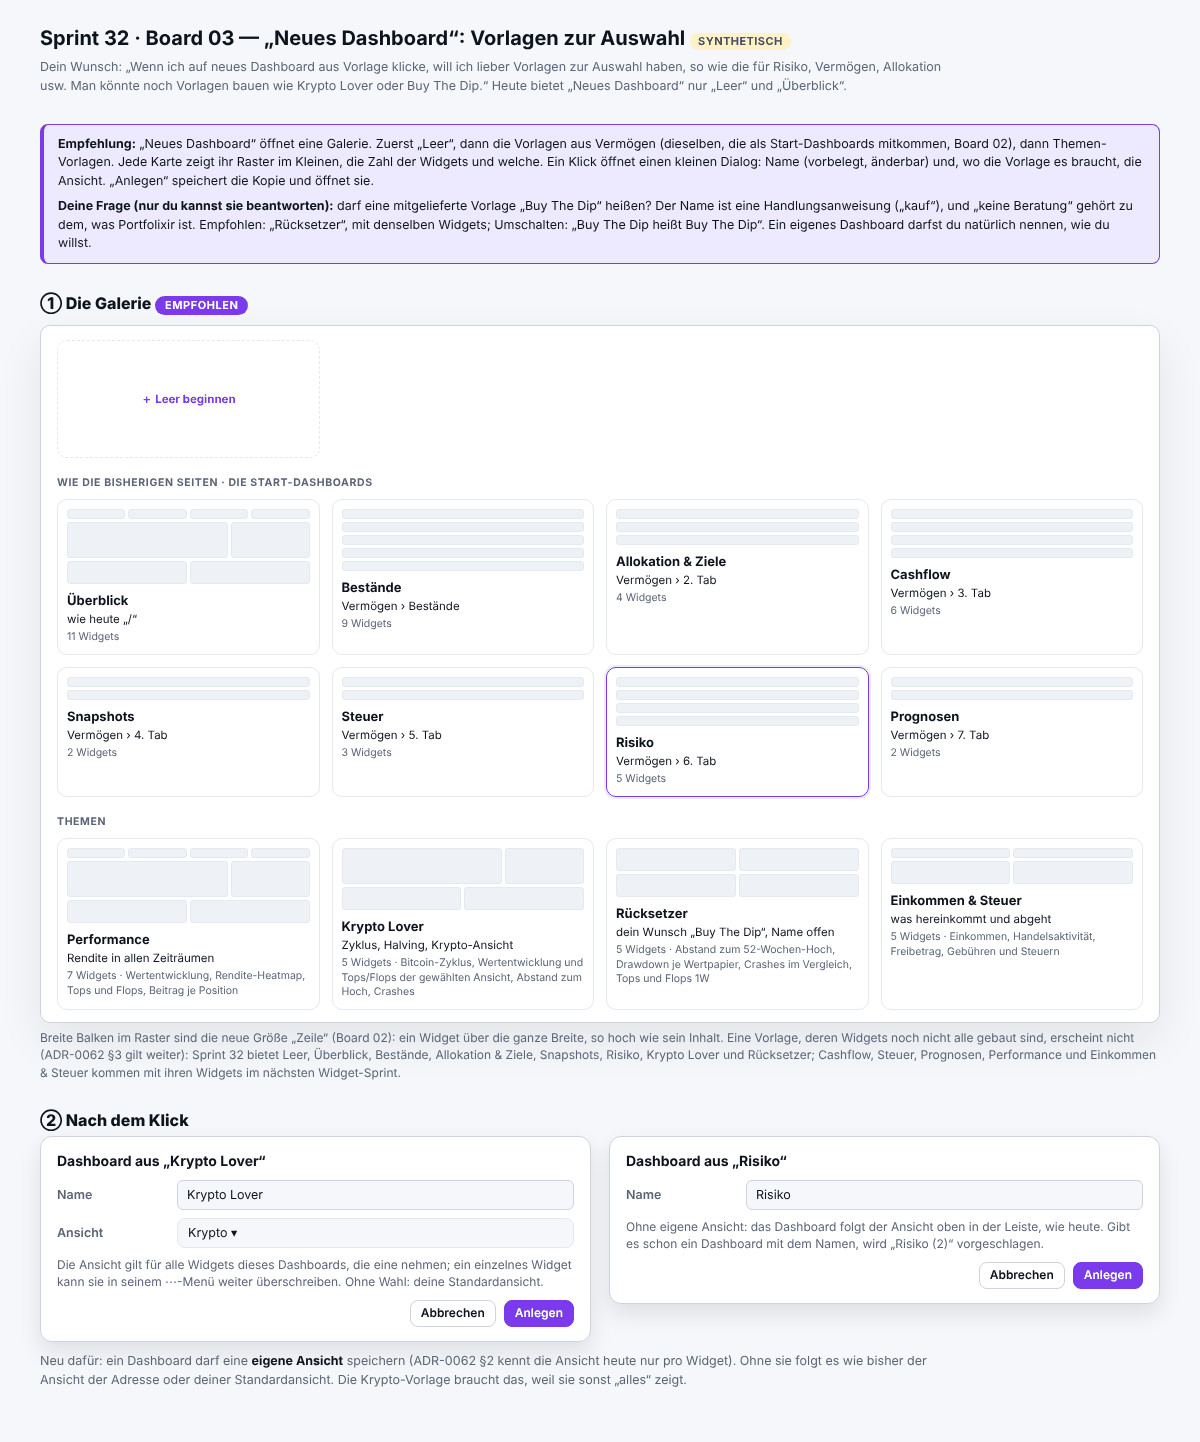 Sprint 32 · Board 03 — „Neues Dashboard“: Vorlagen zur Auswahl SYNTHETISCH
Dein Wunsch: „Wenn ich auf neues Dashboard aus Vorlage klicke, will ich lieber Vorlagen zur Auswahl haben, so wie die für Risiko, Vermögen, Allokation
usw. Man könnte noch Vorlagen bauen wie Krypto Lover oder Buy The Dip.“ Heute bietet „Neues Dashboard“ nur „Leer“ und „Überblick“.
Empfehlung: „Neues Dashboard“ öffnet eine Galerie. Zuerst „Leer“, dann die Vorlagen aus Vermögen (dieselben, die als Start-Dashboards mitkommen, Board 02), dann Themen-
Vorlagen. Jede Karte zeigt ihr Raster im Kleinen, die Zahl der Widgets und welche. Ein Klick öffnet einen kleinen Dialog: Name (vorbelegt, änderbar) und, wo die Vorlage es braucht, die
Ansicht. „Anlegen“ speichert die Kopie und öffnet sie.
Deine Frage (nur du kannst sie beantworten): darf eine mitgelieferte Vorlage „Buy The Dip“ heißen? Der Name ist eine Handlungsanweisung („kauf“), und „keine Beratung“ gehört zu
dem, was Portfolixir ist. Empfohlen: „Rücksetzer“, mit denselben Widgets; Umschalten: „Buy The Dip heißt Buy The Dip“. Ein eigenes Dashboard darfst du natürlich nennen, wie du
willst.
① Die Galerie EMPFOHLEN
+ Leer beginnen
WIE DIE BISHERIGEN SEITEN · DIE START-DASHBOARDS
Überblick
wie heute „/“
11 Widgets
Bestände
Vermögen › Bestände
9 Widgets
Allokation & Ziele
Vermögen › 2. Tab
4 Widgets
Cashflow
Vermögen › 3. Tab
6 Widgets
Snapshots
Vermögen › 4. Tab
2 Widgets
Steuer
Vermögen › 5. Tab
3 Widgets
Risiko
Vermögen › 6. Tab
5 Widgets
Prognosen
Vermögen › 7. Tab
2 Widgets
THEMEN
Performance
Rendite in allen Zeiträumen
7 Widgets · Wertentwicklung, Rendite-Heatmap,
Tops und Flops, Beitrag je Position
Krypto Lover
Zyklus, Halving, Krypto-Ansicht
5 Widgets · Bitcoin-Zyklus, Wertentwicklung und
Tops/Flops der gewählten Ansicht, Abstand zum
Hoch, Crashes
Rücksetzer
dein Wunsch „Buy The Dip“, Name offen
5 Widgets · Abstand zum 52-Wochen-Hoch,
Drawdown je Wertpapier, Crashes im Vergleich,
Tops und Flops 1W
Einkommen & Steuer
was hereinkommt und abgeht
5 Widgets · Einkommen, Handelsaktivität,
Freibetrag, Gebühren und Steuern
Breite Balken im Raster sind die neue Größe „Zeile“ (Board 02): ein Widget über die ganze Breite, so hoch wie sein Inhalt. Eine Vorlage, deren Widgets noch nicht alle gebaut sind, erscheint nicht
(ADR-0062 §3 gilt weiter): Sprint 32 bietet Leer, Überblick, Bestände, Allokation & Ziele, Snapshots, Risiko, Krypto Lover und Rücksetzer; Cashflow, Steuer, Prognosen, Performance und Einkommen
& Steuer kommen mit ihren Widgets im nächsten Widget-Sprint.
② Nach dem Klick
Dashboard aus „Krypto Lover“
Name Krypto Lover
Ansicht Krypto ▾
Die Ansicht gilt für alle Widgets dieses Dashboards, die eine nehmen; ein einzelnes Widget
kann sie in seinem ⋯-Menü weiter überschreiben. Ohne Wahl: deine Standardansicht.
Abbrechen Anlegen
Dashboard aus „Risiko“
Name Risiko
Ohne eigene Ansicht: das Dashboard folgt der Ansicht oben in der Leiste, wie heute. Gibt
es schon ein Dashboard mit dem Namen, wird „Risiko (2)“ vorgeschlagen.
Abbrechen Anlegen
Neu dafür: ein Dashboard darf eine eigene Ansicht speichern (ADR-0062 §2 kennt die Ansicht heute nur pro Widget). Ohne sie folgt es wie bisher der
Ansicht der Adresse oder deiner Standardansicht. Die Krypto-Vorlage braucht das, weil sie sonst „alles“ zeigt.